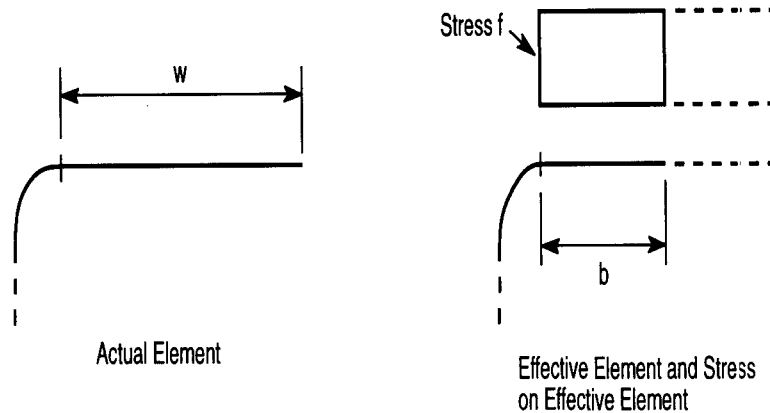 Stress f
w
b
Actual Element
Effective Element and Stress
on Effective Element